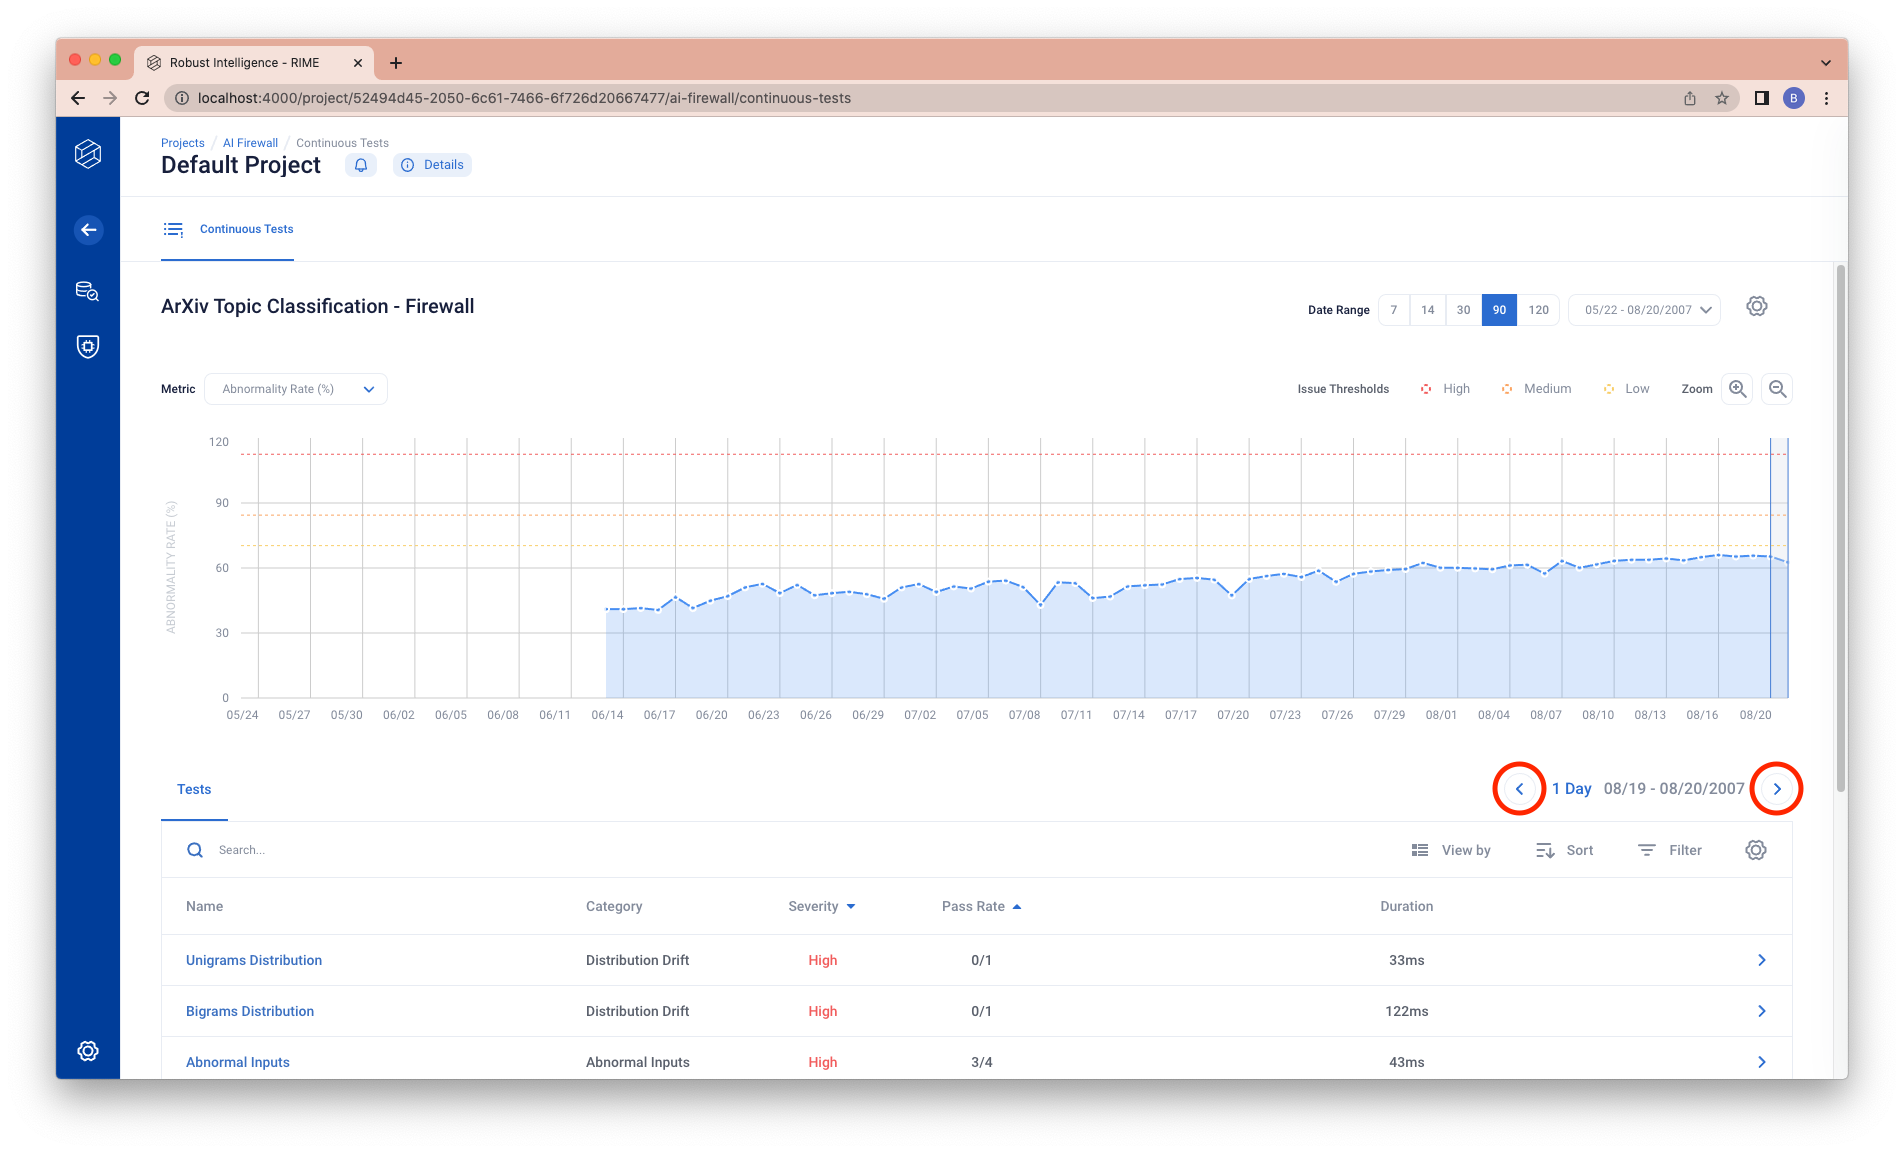 Robust Intelligence - RIME
localhost:4000/project/52494d45-2050-6c61-7466-6f726d20667477/ai-firewall/continuous-tests
B
Projects / AI Firewall / Continuous Tests
Default Project
Details
Continuous Tests
ArXiv Topic Classification - Firewall
Date Range 7 14 30 90 120 05/22 - 08/20/2007
Metric Abnormality Rate (%)
Issue Thresholds High Medium Low Zoom
ABNORMALITY RATE (%)
120
90
60
30
0
05/24 05/27 05/30 06/02 06/05 06/08 06/11 06/14 06/17 06/20 06/23 06/26 06/29 07/02 07/05 07/08 07/11 07/14 07/17 07/20 07/23 07/26 07/29 08/01 08/04 08/07 08/10 08/13 08/16 08/20
Tests
1 Day 08/19 - 08/20/2007
Search...
View by Sort Filter
Name Category Severity Pass Rate Duration
Unigrams Distribution Distribution Drift High 0/1 33ms
Bigrams Distribution Distribution Drift High 0/1 122ms
Abnormal Inputs Abnormal Inputs High 3/4 43ms